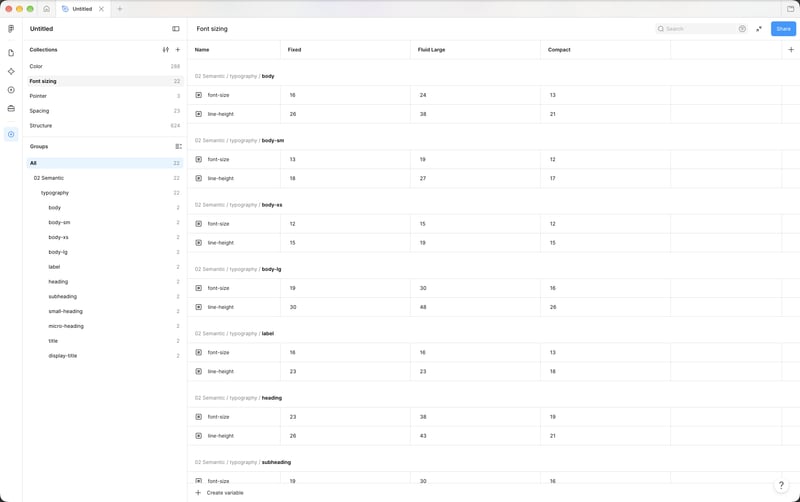 Untitled
Untitled
Font sizing
Search
Share
Collections
Name Fixed Fluid Large Compact
Color 288
Font sizing 22
Pointer 3
Spacing 23
Structure 624
Groups
All 22
02 Semantic 22
typography 22
body 2
body-sm 2
body-xs 2
body-lg 2
label 2
heading 2
subheading 2
small-heading 2
micro-heading 2
title 2
display-title 2
02 Semantic / typography / body
font-size 16 24 13
line-height 26 38 21
02 Semantic / typography / body-sm
font-size 13 19 12
line-height 18 27 17
02 Semantic / typography / body-xs
font-size 12 15 12
line-height 15 19 15
02 Semantic / typography / body-lg
font-size 19 30 16
line-height 30 48 26
02 Semantic / typography / label
font-size 16 16 13
line-height 23 23 18
02 Semantic / typography / heading
font-size 23 38 19
line-height 26 43 21
02 Semantic / typography / subheading
font-size 19 30 16
Create variable
?